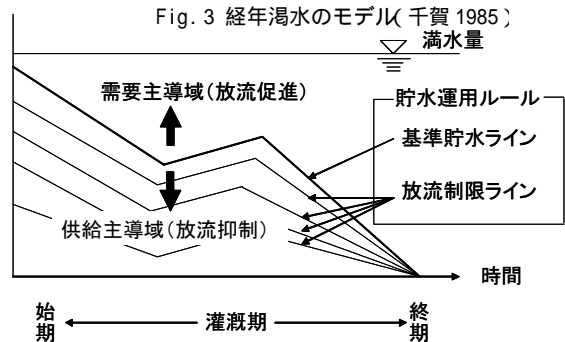 Fig. 3 経年渇水のモデル(千賀 1985)
満水量
需要主導域(放流促進)
貯水運用ルール
基準貯水ライン
放流制限ライン
供給主導域(放流抑制)
時間
始期
灌漑期
終期